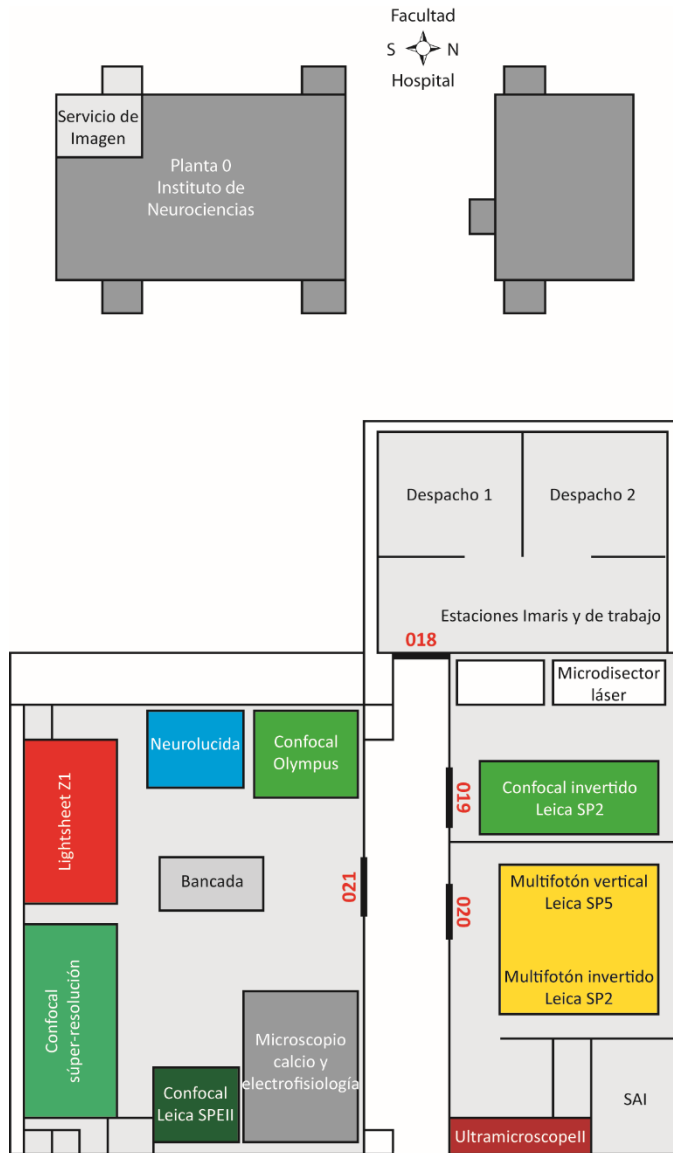 Facultad
S N
Hospital
Servicio de
Imagen
Planta 0
Instituto de
Neurociencias
Despacho 1
Despacho 2
Estaciones Imaris y de trabajo
018
Microdisector
láser
Neurolucida
Confocal
Olympus
Lightsheet Z1
019
Confocal invertido
Leica SP2
Bancada
021
020
Multifotón vertical
Leica SP5
Multifotón invertido
Leica SP2
Confocal
súper-resolución
Microscopio
calcio y
electrofisiología
Confocal
Leica SPEII
SAI
UltramicroscopeII